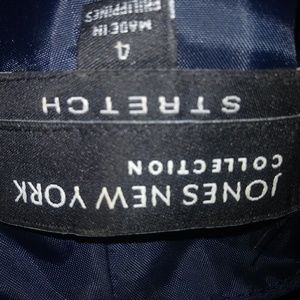 JONES NEW YORK
COLLECTION
STRETCH
4
MADE IN
PHILIPPINES